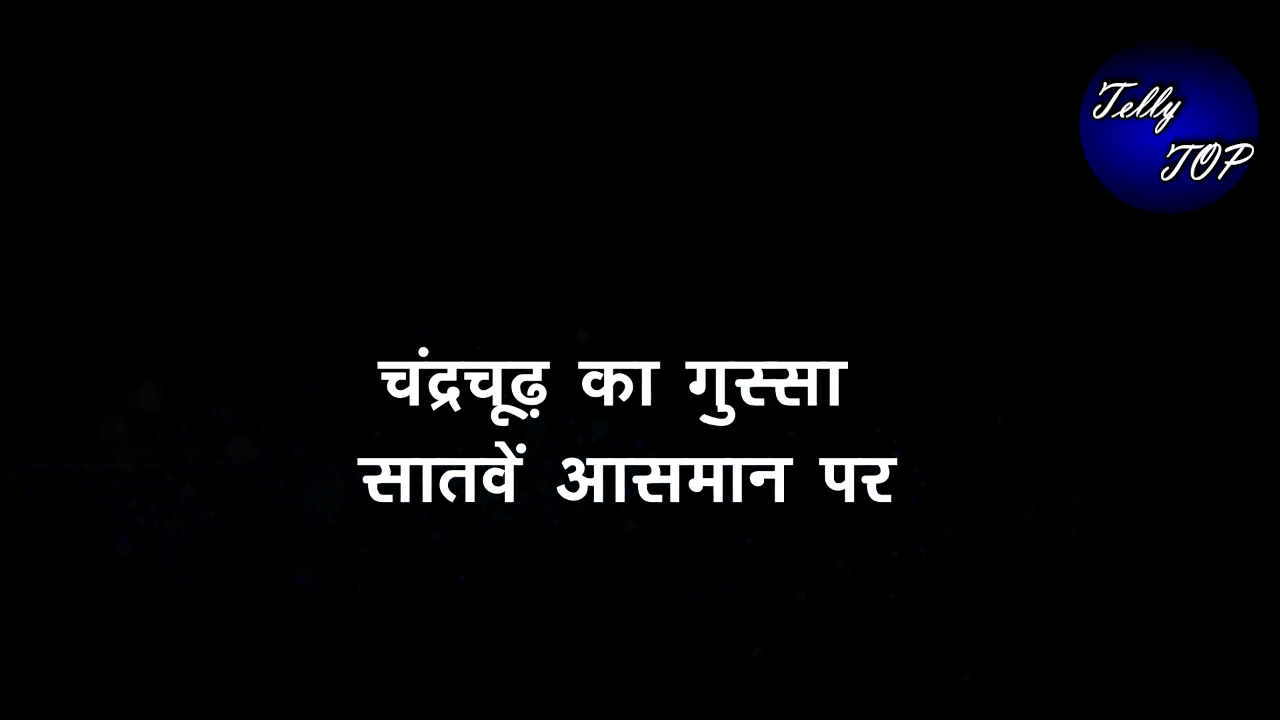 Telly
TOP
चंद्रचूढ़ का गुस्सा
सातवें आसमान पर